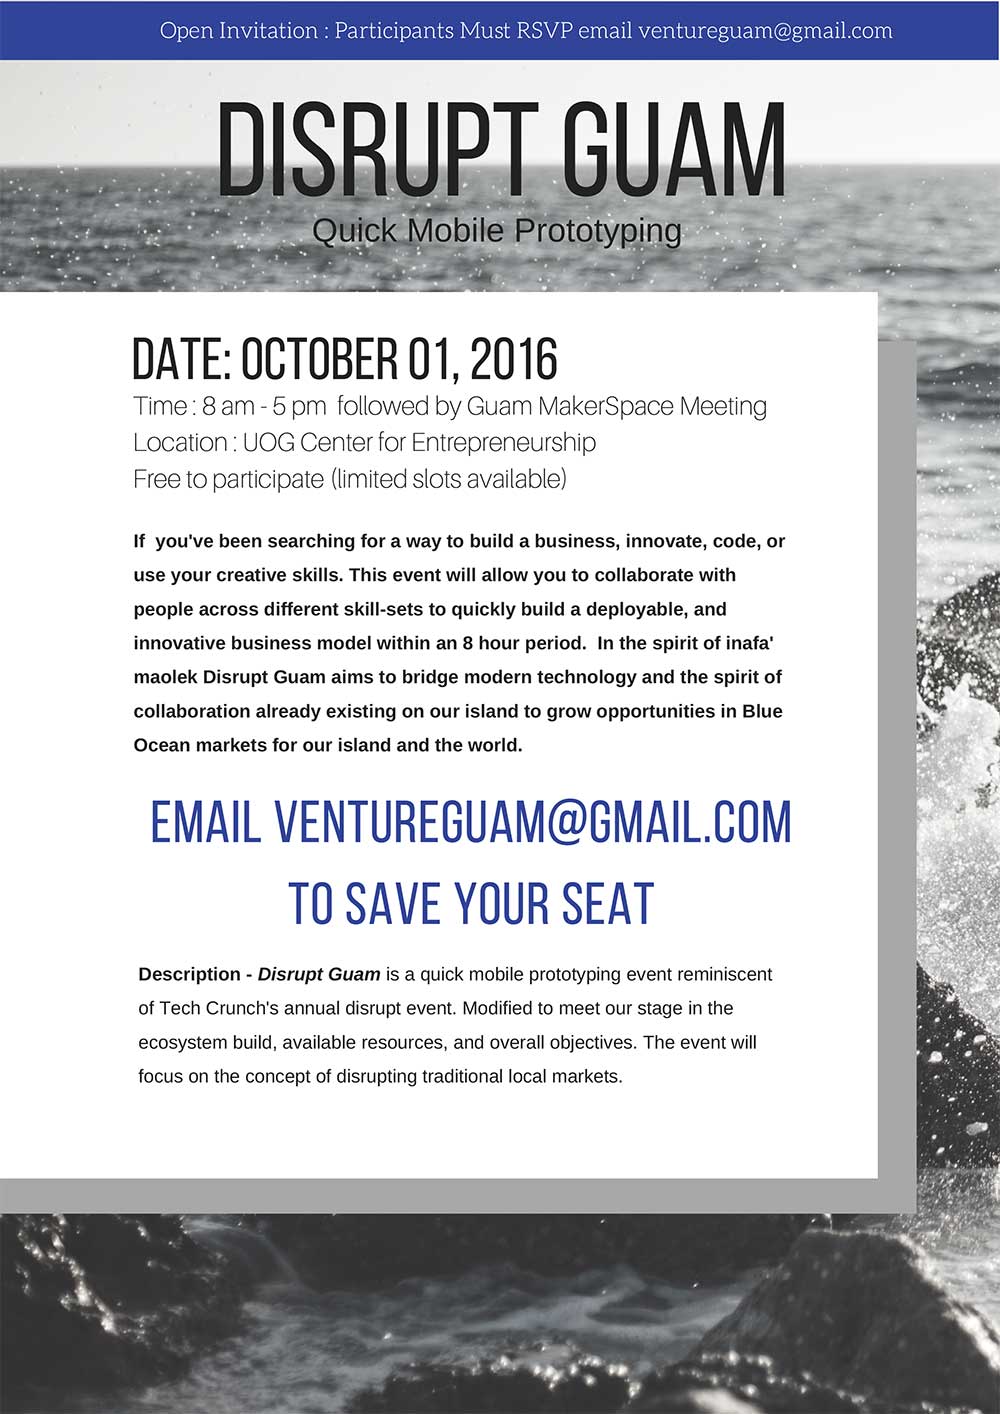 Open Invitation : Participants Must RSVP email ventureguam@gmail.com
DISRUPT GUAM
Quick Mobile Prototyping
DATE: OCTOBER 01, 2016
Time : 8 am - 5 pm  followed by Guam MakerSpace Meeting
Location : UOG Center for Entrepreneurship
Free to participate (limited slots available)
If  you've been searching for a way to build a business, innovate, code, or
use your creative skills. This event will allow you to collaborate with
people across different skill-sets to quickly build a deployable, and
innovative business model within an 8 hour period.  In the spirit of inafa'
maolek Disrupt Guam aims to bridge modern technology and the spirit of
collaboration already existing on our island to grow opportunities in Blue
Ocean markets for our island and the world.
EMAIL VENTUREGUAM@GMAIL.COM
TO SAVE YOUR SEAT
Description - Disrupt Guam is a quick mobile prototyping event reminiscent
of Tech Crunch's annual disrupt event. Modified to meet our stage in the
ecosystem build, available resources, and overall objectives. The event will
focus on the concept of disrupting traditional local markets.